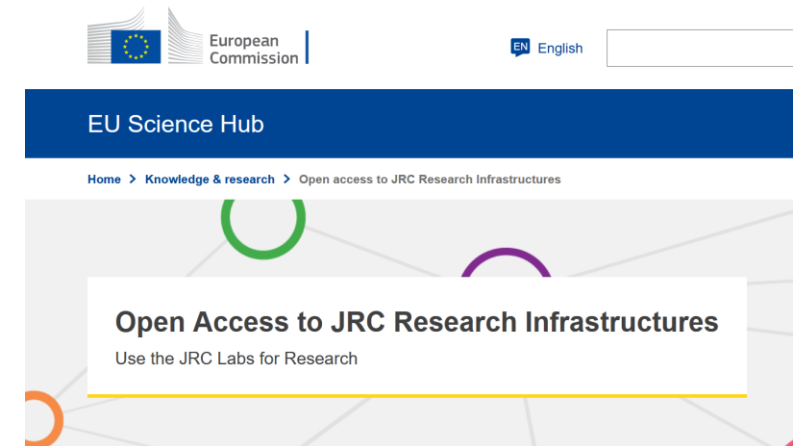 European
Commission
EN English
EU Science Hub
Home > Knowledge & research > Open access to JRC Research Infrastructures
Open Access to JRC Research Infrastructures
Use the JRC Labs for Research